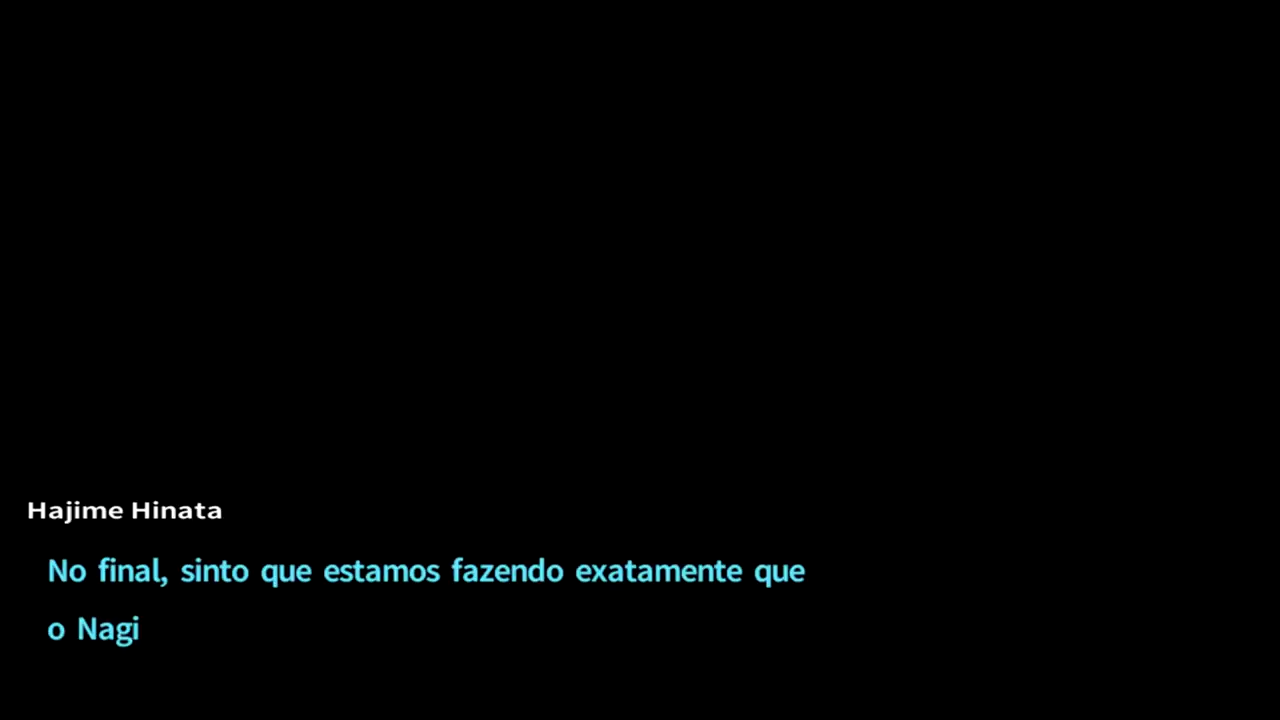 Hajime Hinata
No final, sinto que estamos fazendo exatamente que
o Nagi